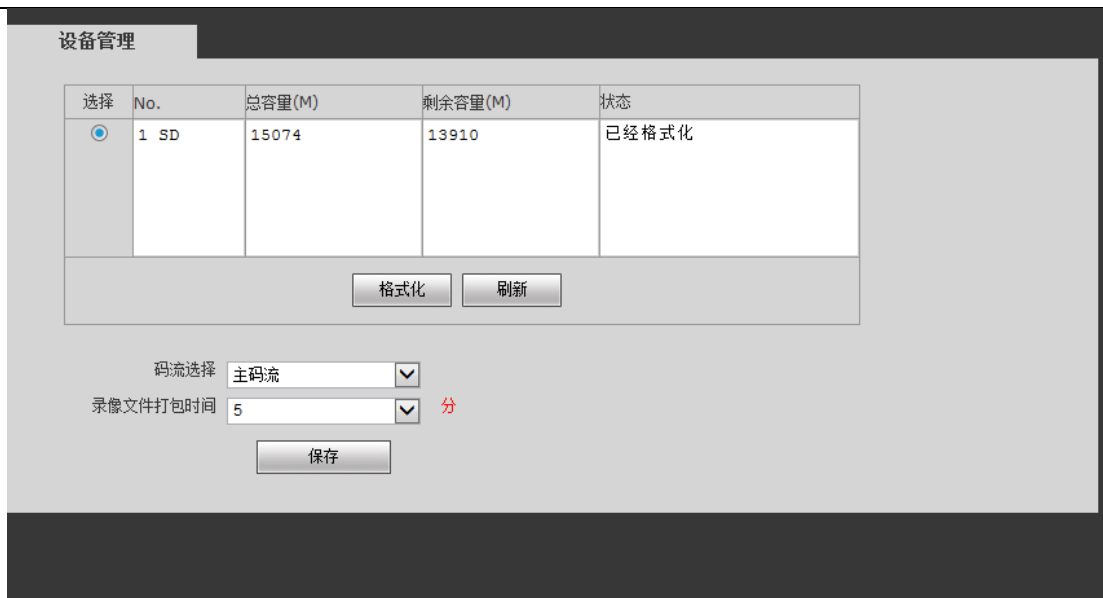 设备管理
选择 No. 总容量(M) 剩余容量(M) 状态
1 SD 15074 13910 已经格式化
格式化 刷新
码流选择 主码流
录像文件打包时间 5 分
保存